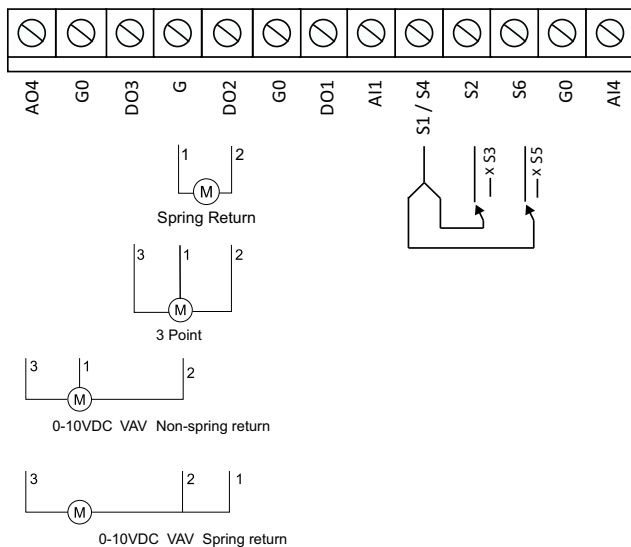 AO4 G0 DO3 G DO2 G0 DO1 AI1 S1 / S4 S2 S6 G0 AI4
x S3 x S5
1 2
M
Spring Return
3 1 2
M
3 Point
3 1 2
M
0-10VDC VAV Non-spring return
3 2 1
M
0-10VDC VAV Spring return